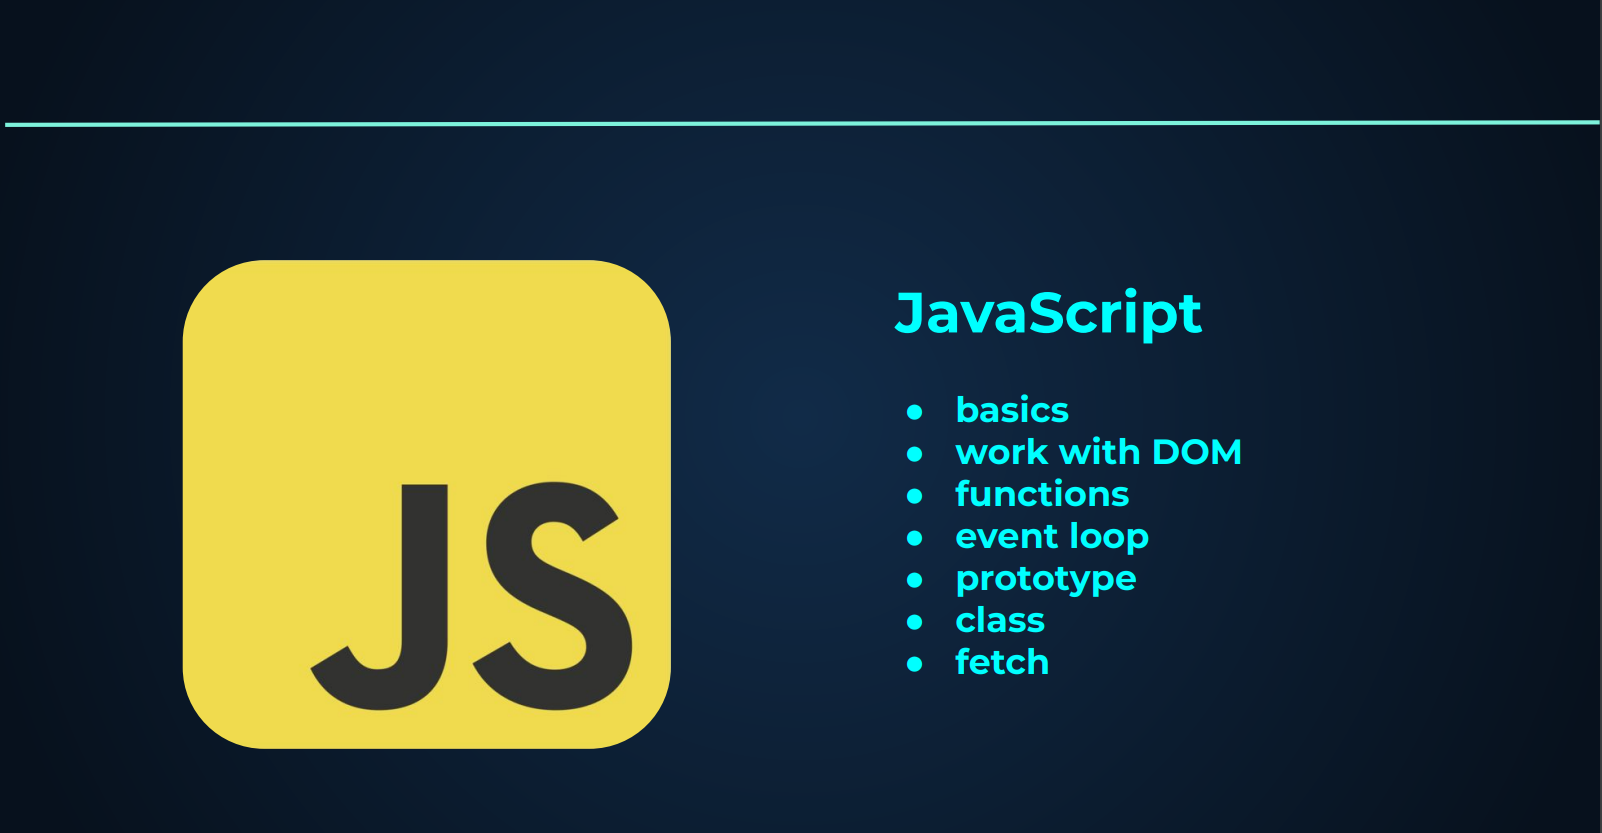 JS
JavaScript
● basics
● work with DOM
● functions
● event loop
● prototype
● class
● fetch